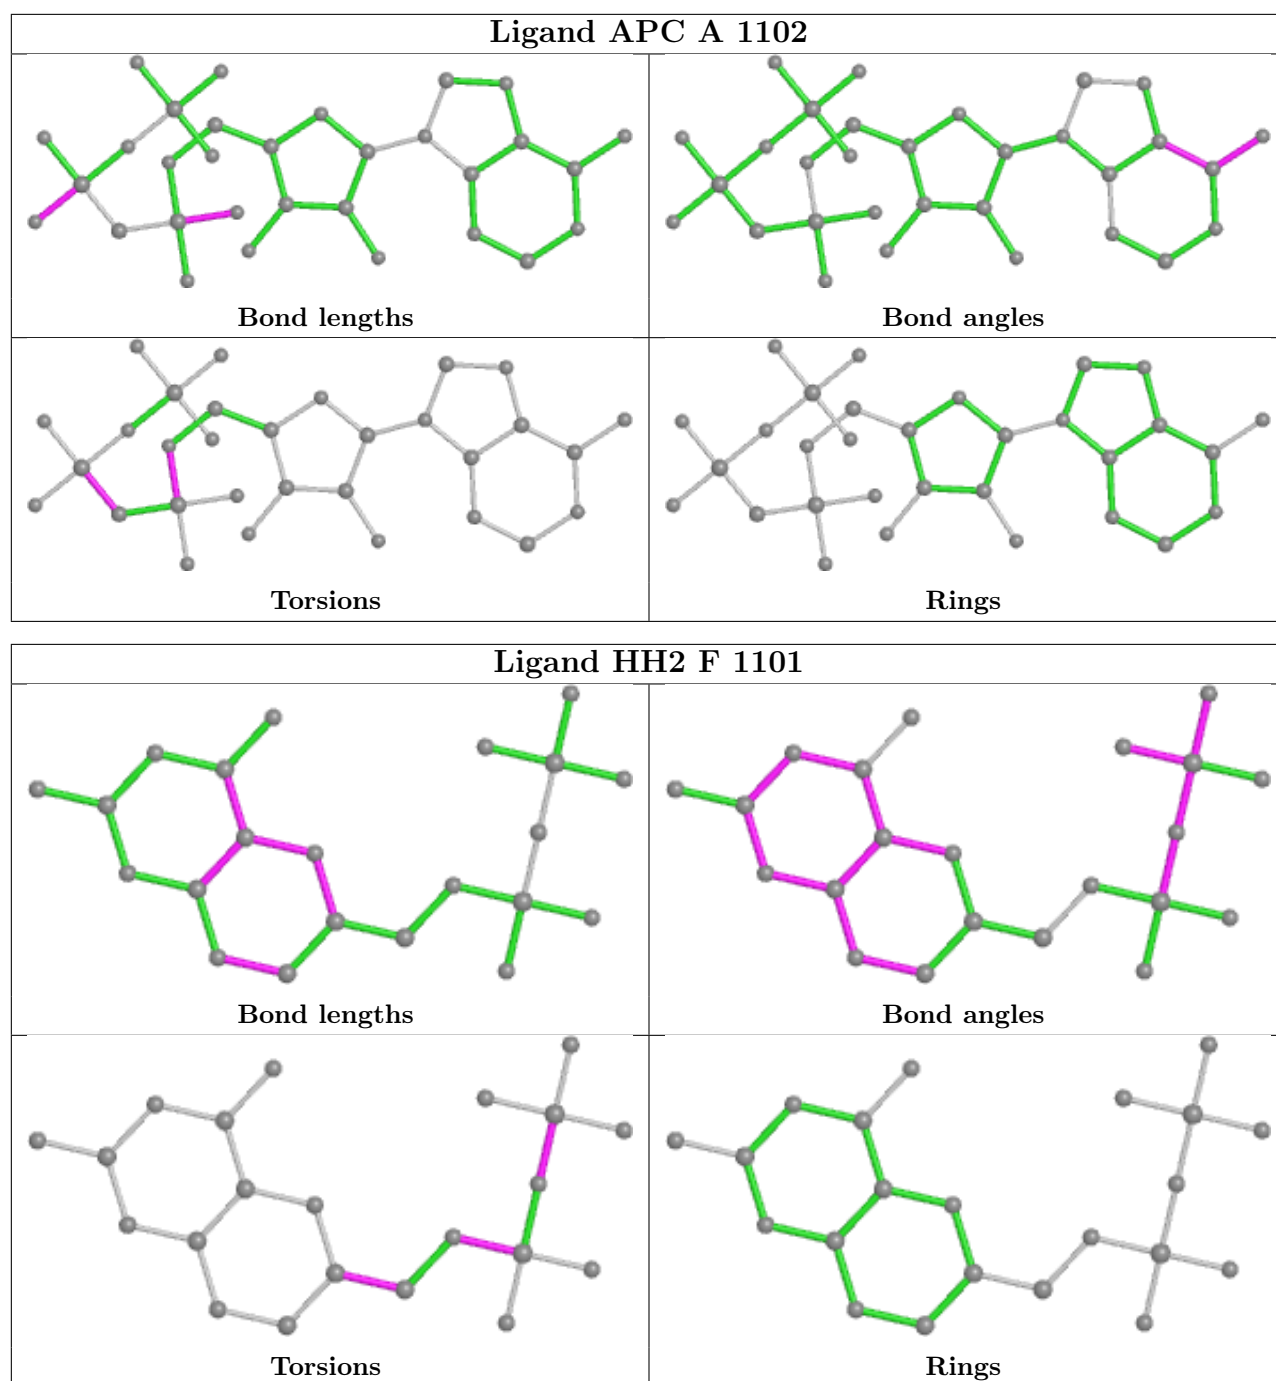 Ligand APC A 1102
Bond lengths
Bond angles
Torsions
Rings
Ligand HH2 F 1101
Bond lengths
Bond angles
Torsions
Rings